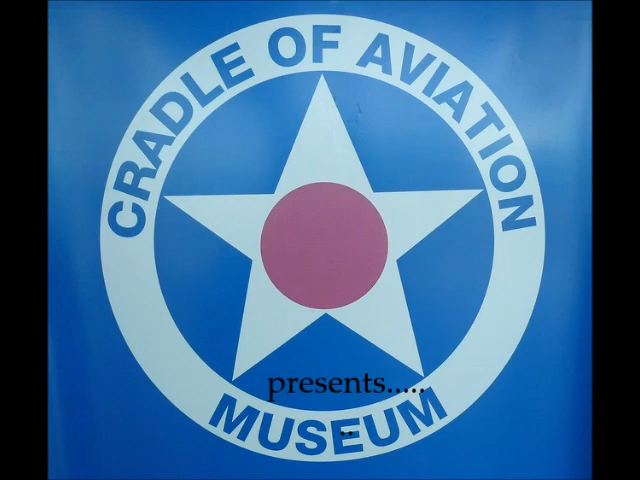 CRADLE OF AVIATION
presents.....
..
MUSEUM